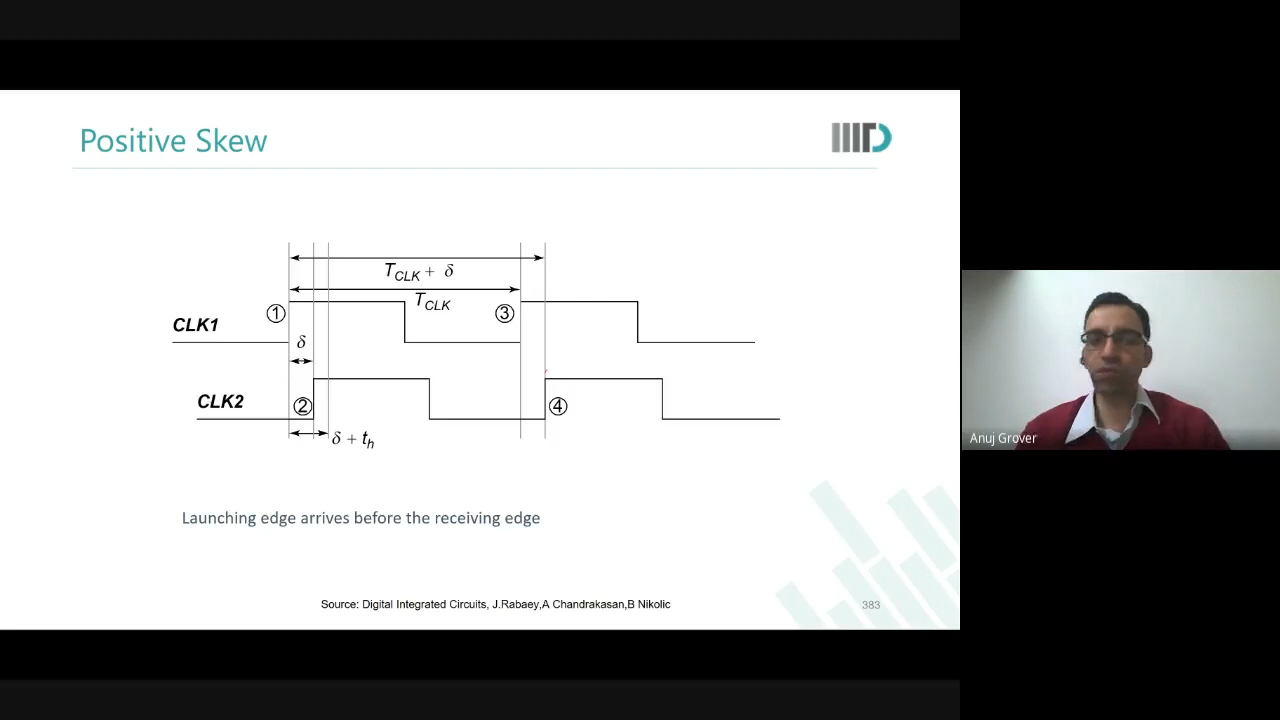 Positive Skew
IIITD
T_CLK + δ
T_CLK
① ③
CLK1
δ
CLK2
② ④
δ + t_h
Launching edge arrives before the receiving edge
Source: Digital Integrated Circuits, J.Rabaey,A Chandrakasan,B Nikolic
383
Anuj Grover